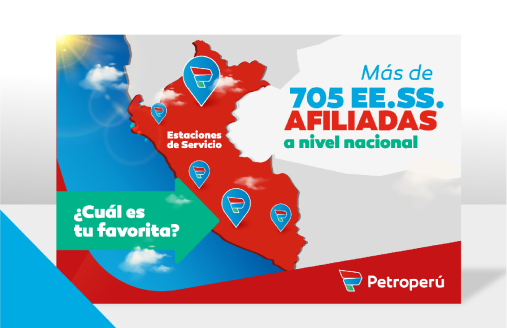 Más de
705 EE.SS.
AFILIADAS
a nivel nacional
Estaciones
de Servicio
¿Cuál es
tu favorita?
Petroperú